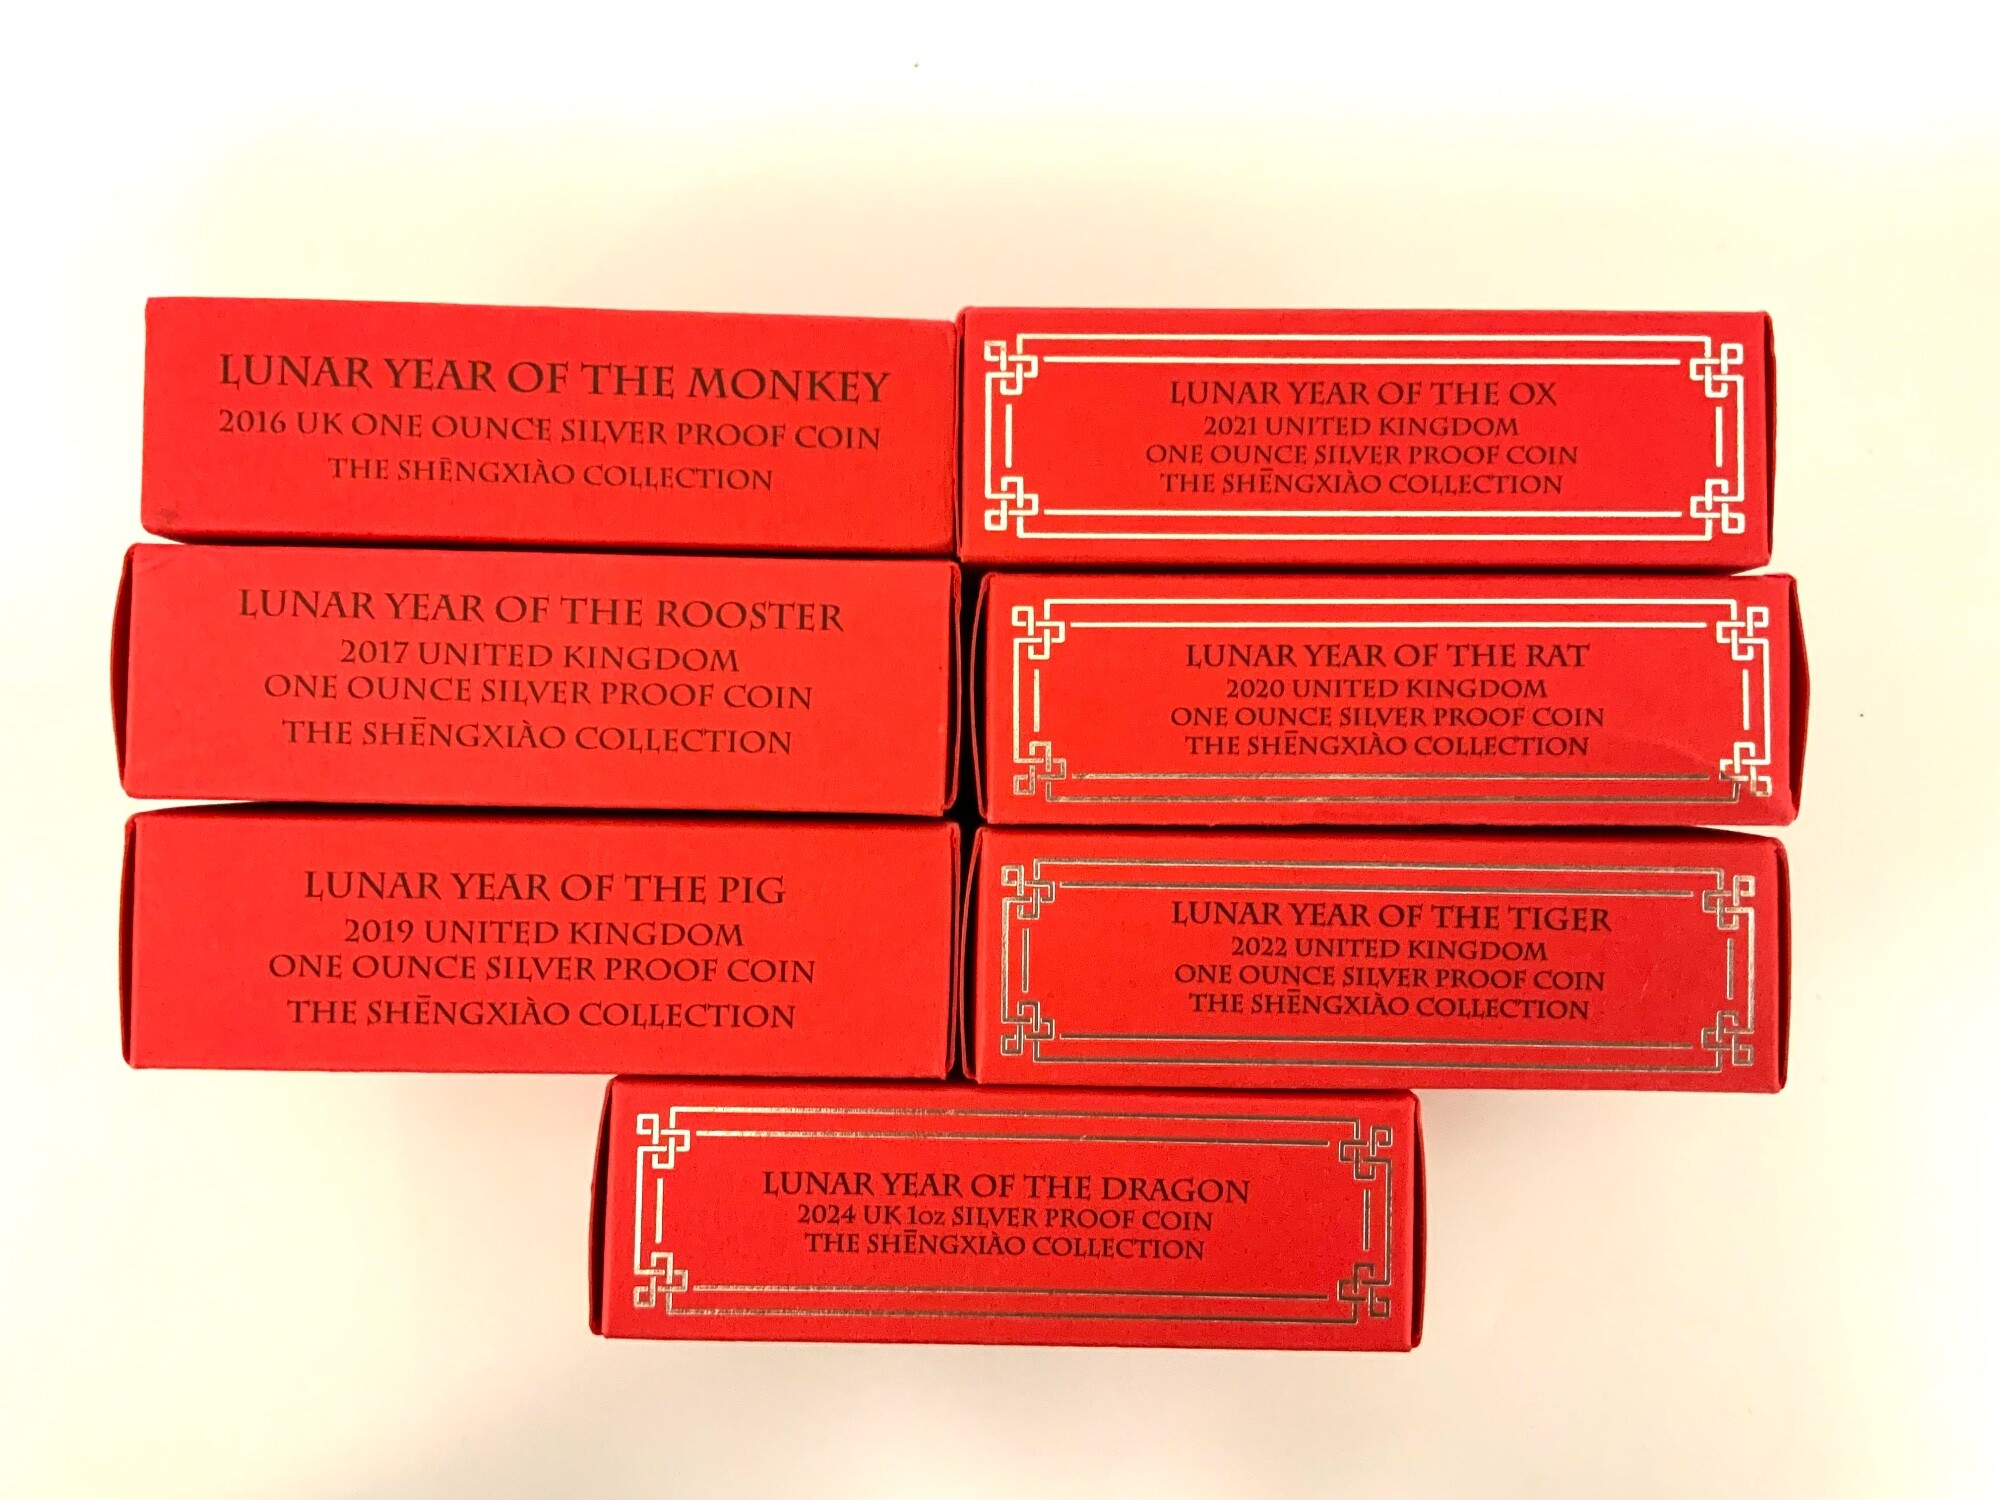 LUNAR YEAR OF THE MONKEY
2016 UK ONE OUNCE SILVER PROOF COIN
THE SHĒNGXIÀO COLLECTION
LUNAR YEAR OF THE ROOSTER
2017 UNITED KINGDOM
ONE OUNCE SILVER PROOF COIN
THE SHĒNGXIÀO COLLECTION
LUNAR YEAR OF THE PIG
2019 UNITED KINGDOM
ONE OUNCE SILVER PROOF COIN
THE SHĒNGXIÀO COLLECTION
LUNAR YEAR OF THE OX
2021 UNITED KINGDOM
ONE OUNCE SILVER PROOF COIN
THE SHĒNGXIÀO COLLECTION
LUNAR YEAR OF THE RAT
2020 UNITED KINGDOM
ONE OUNCE SILVER PROOF COIN
THE SHĒNGXIÀO COLLECTION
LUNAR YEAR OF THE TIGER
2022 UNITED KINGDOM
ONE OUNCE SILVER PROOF COIN
THE SHĒNGXIÀO COLLECTION
LUNAR YEAR OF THE DRAGON
2024 UK 1oz SILVER PROOF COIN
THE SHĒNGXIÀO COLLECTION